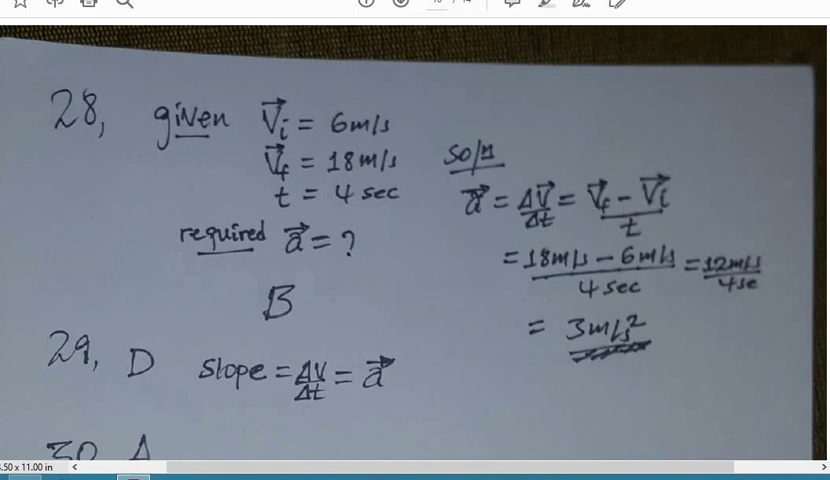 28, given V⃗i = 6m/s
V⃗f = 18m/s
t = 4 sec
required a⃗ = ?
B
Sol/n
a⃗ = ΔV⃗/Δt = V⃗f - V⃗i / t
= 18m/s - 6m/s / 4 sec = 12m/s / 4se
= 3m/s²
29, D Slope = ΔV/Δt = a⃗
30 A
.50 x 11.00 in